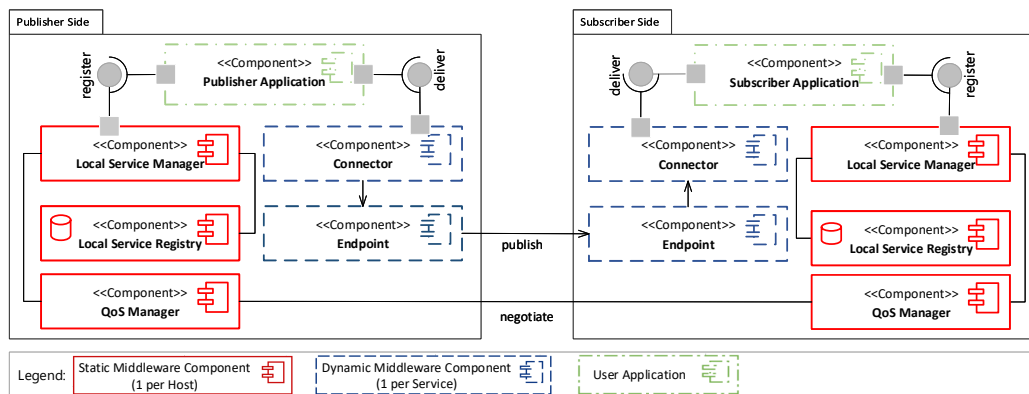 Publisher Side
Subscriber Side
register
<<Component>>
Publisher Application
deliver
deliver
<<Component>>
Subscriber Application
register
<<Component>>
Local Service Manager
<<Component>>
Connector
<<Component>>
Connector
<<Component>>
Local Service Manager
<<Component>>
Local Service Registry
<<Component>>
Endpoint
publish
<<Component>>
Endpoint
<<Component>>
Local Service Registry
<<Component>>
QoS Manager
negotiate
<<Component>>
QoS Manager
Legend:
Static Middleware Component
(1 per Host)
Dynamic Middleware Component
(1 per Service)
User Application